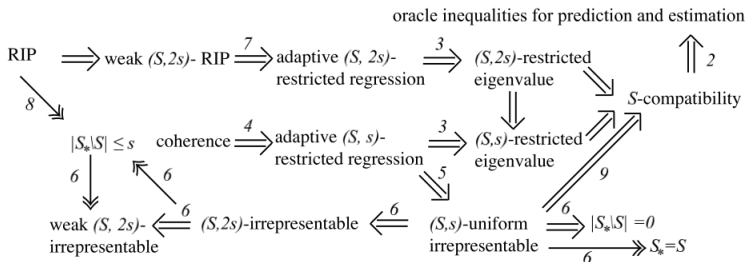 oracle inequalities for prediction and estimation
RIP
weak (S,2s)- RIP
7
adaptive (S, 2s)-
restricted regression
3
(S,2s)-restricted
eigenvalue
2
8
S-compatibility
|S*\S| ≤ s
coherence
4
adaptive (S, s)-
restricted regression
3
(S,s)-restricted
eigenvalue
6
6
5
9
weak (S, 2s)-
irrepresentable
6
(S,2s)-irrepresentable
6
(S,s)-uniform
irrepresentable
6
|S*\S| =0
6
S*=S